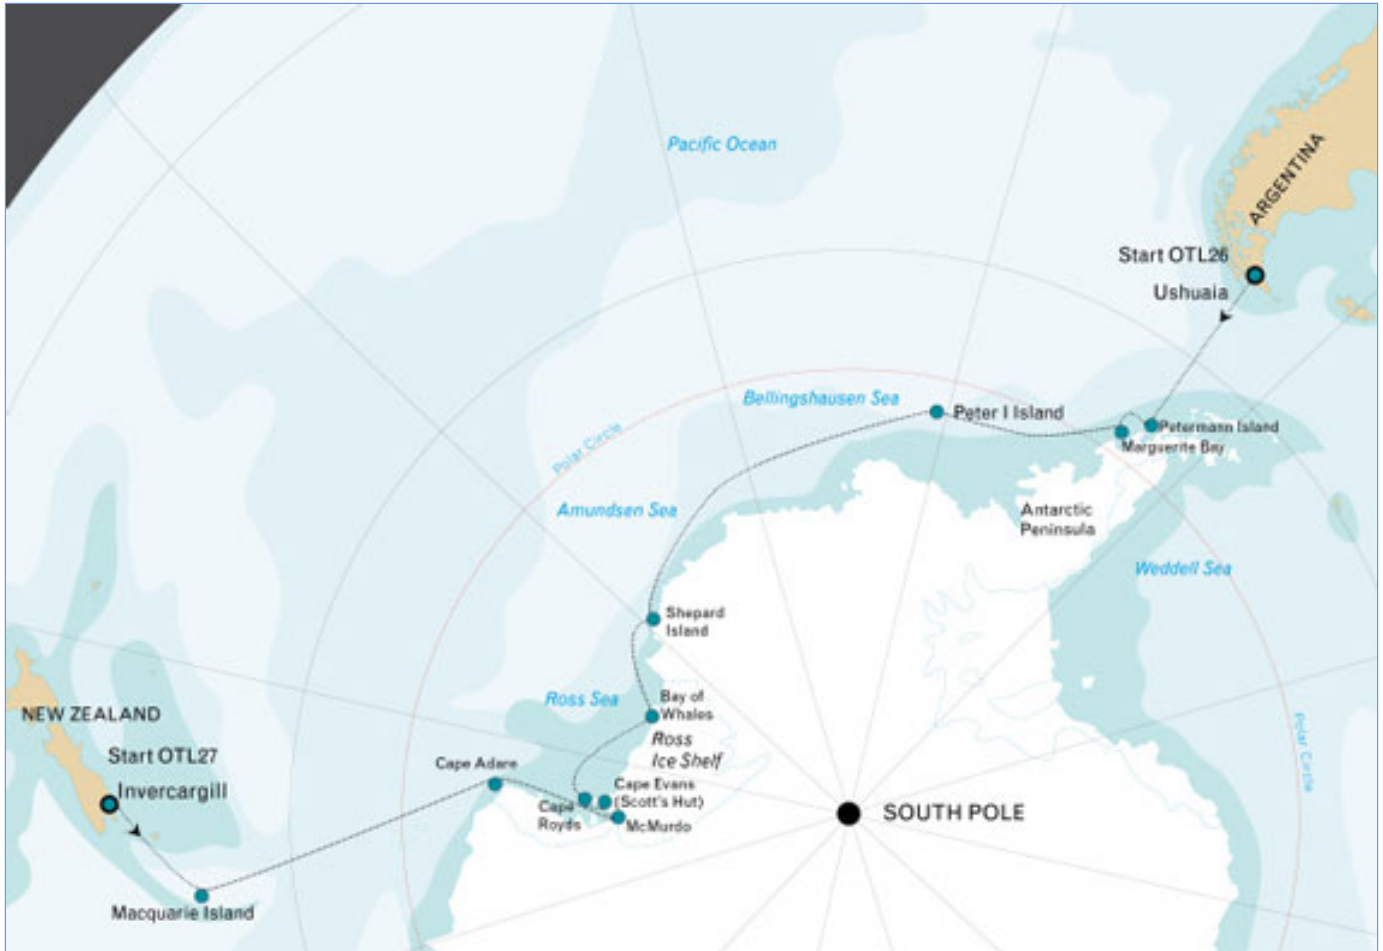 Pacific Ocean
ARGENTINA
Start OTL26
Ushuaia
Bellingshausen Sea
Peter I Island
Petermann Island
Marguerite Bay
Polar Circle
Amundsen Sea
Antarctic
Peninsula
Weddell Sea
Shepard
Island
Ross Sea
Bay of
Whales
NEW ZEALAND
Ross
Ice Shelf
Polar Circle
Start OTL27
Cape Adare
Invercargill
Cape Evans
(Scott's Hut)
Cape
Royds
McMurdo
SOUTH POLE
Macquarie Island